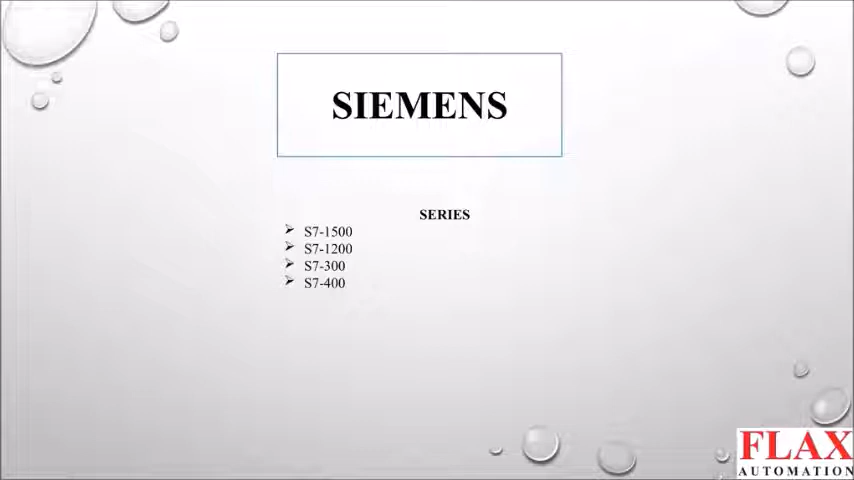 SIEMENS
SERIES
S7-1500
S7-1200
S7-300
S7-400
FLAX
AUTOMATION